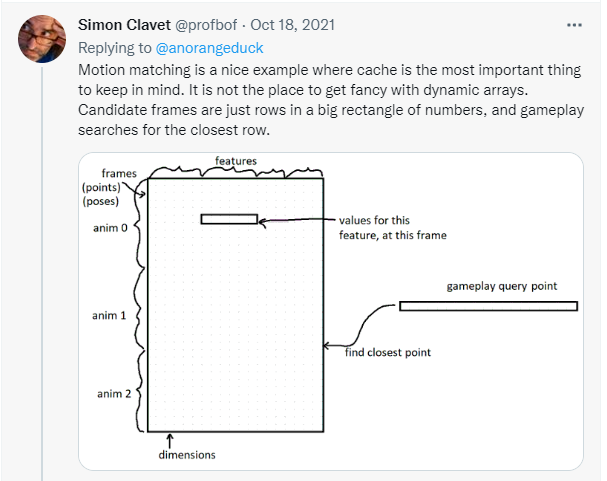 Simon Clavet @profbof · Oct 18, 2021
Replying to @anorangeduck
Motion matching is a nice example where cache is the most important thing
to keep in mind. It is not the place to get fancy with dynamic arrays.
Candidate frames are just rows in a big rectangle of numbers, and gameplay
searches for the closest row.
features
frames
(points)
(poses)
anim 0
values for this
feature, at this frame
gameplay query point
anim 1
find closest point
anim 2
dimensions